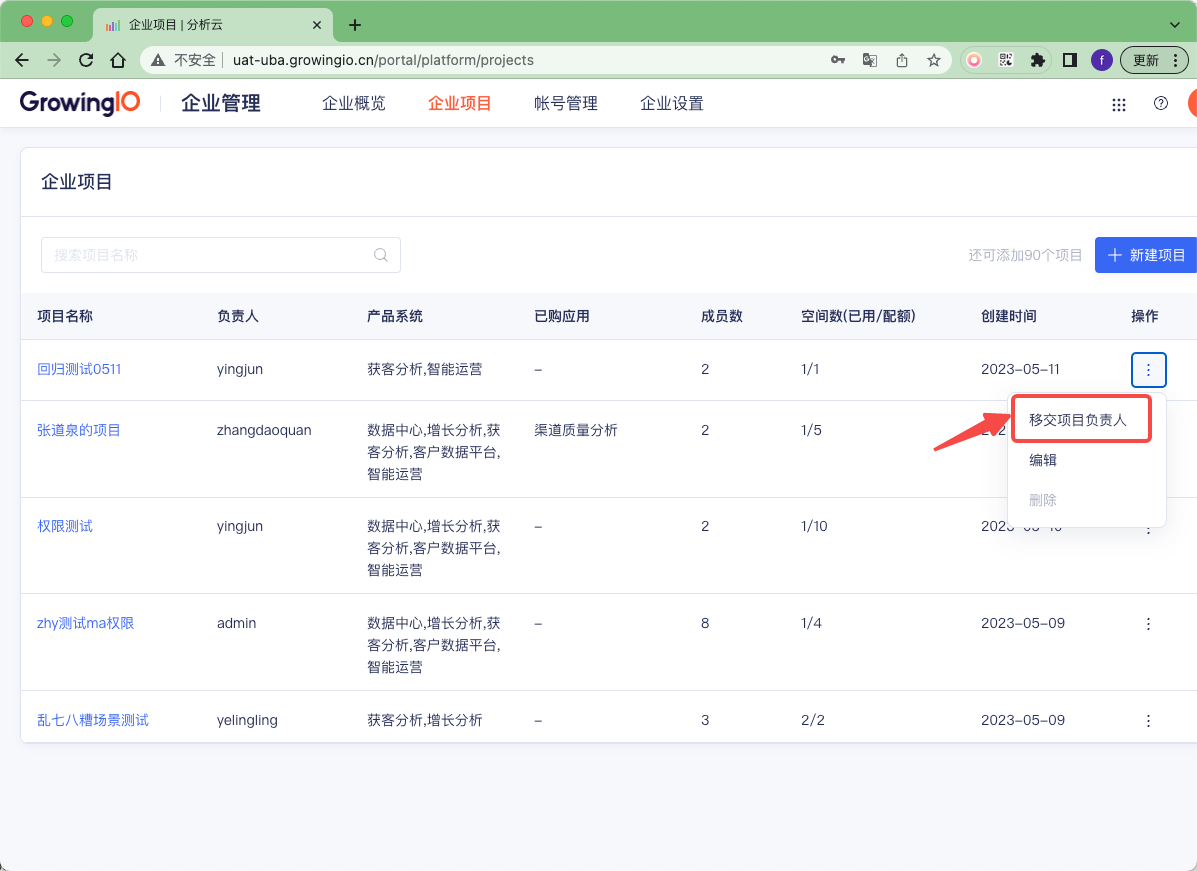 企业项目 | 分析云
不安全
uat-uba.growingio.cn/portal/platform/projects
f
更新
GrowingIO
企业管理
企业概览
企业项目
帐号管理
企业设置
企业项目
搜索项目名称
还可添加90个项目
新建项目
项目名称 负责人 产品系统 已购应用 成员数 空间数(已用/配额) 创建时间 操作
回归测试0511 yingjun 获客分析,智能运营 – 2 1/1 2023–05–11
张道泉的项目 zhangdaoquan 数据中心,增长分析,获 渠道质量分析 2 1/5
客分析,客户数据平台,
智能运营
移交项目负责人
编辑
删除
权限测试 yingjun 数据中心,增长分析,获 – 2 1/10
客分析,客户数据平台,
智能运营
zhy测试ma权限 admin 数据中心,增长分析,获 – 8 1/4 2023–05–09
客分析,客户数据平台,
智能运营
乱七八糟场景测试 yelingling 获客分析,增长分析 – 3 2/2 2023–05–09